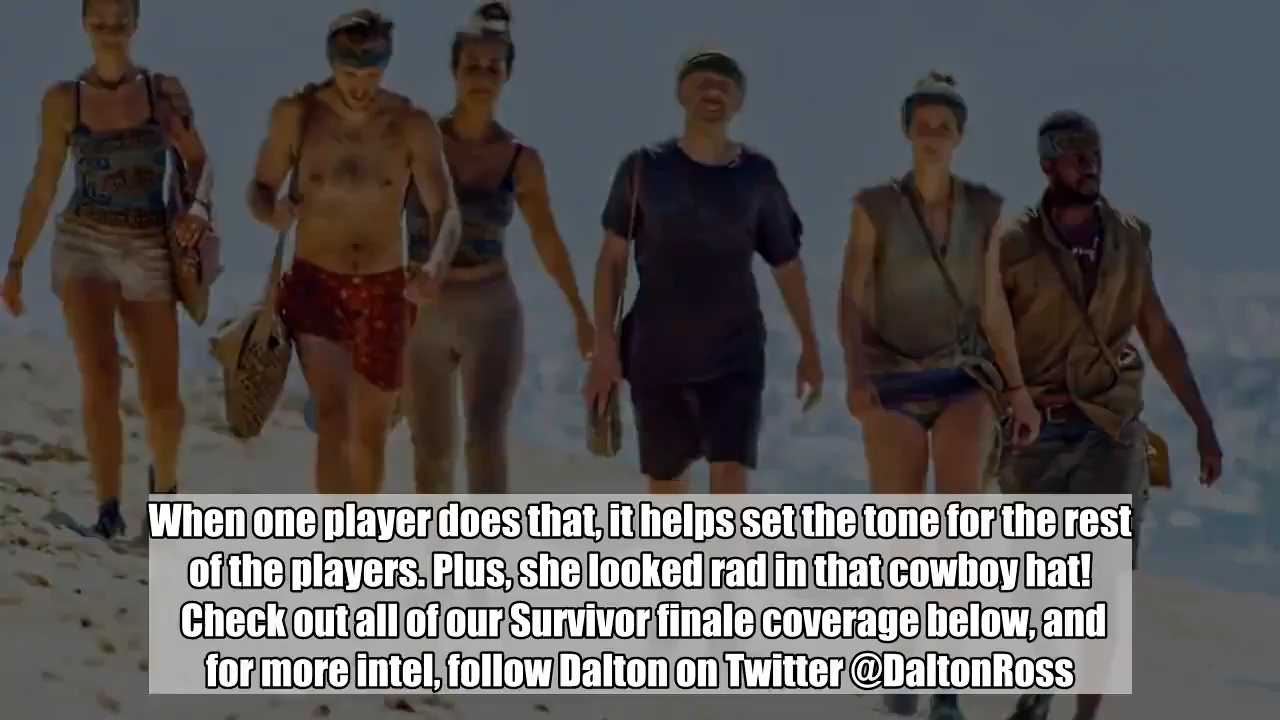 When one player does that, it helps set the tone for the rest
of the players. Plus, she looked rad in that cowboy hat!
Check out all of our Survivor finale coverage below, and
for more intel, follow Dalton on Twitter @DaltonRoss